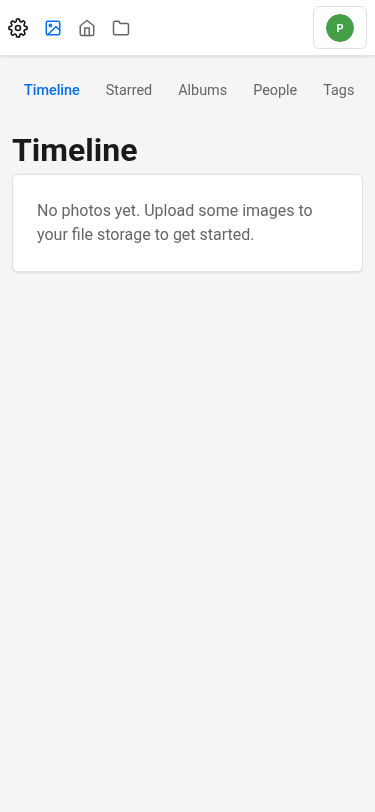 P
Timeline Starred Albums People Tags
Timeline
No photos yet. Upload some images to
your file storage to get started.